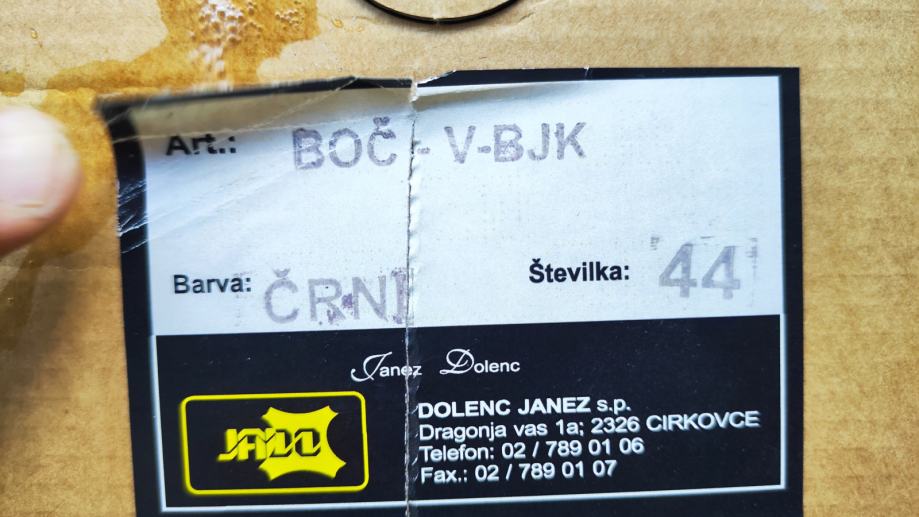 Art.: BOČ - V-BJK
Barva: ČRNI Številka: 44
Janez Dolenc
JADO
DOLENC JANEZ s.p.
Dragonja vas 1a; 2326 CIRKOVCE
Telefon: 02 / 789 01 06
Fax.: 02 / 789 01 07